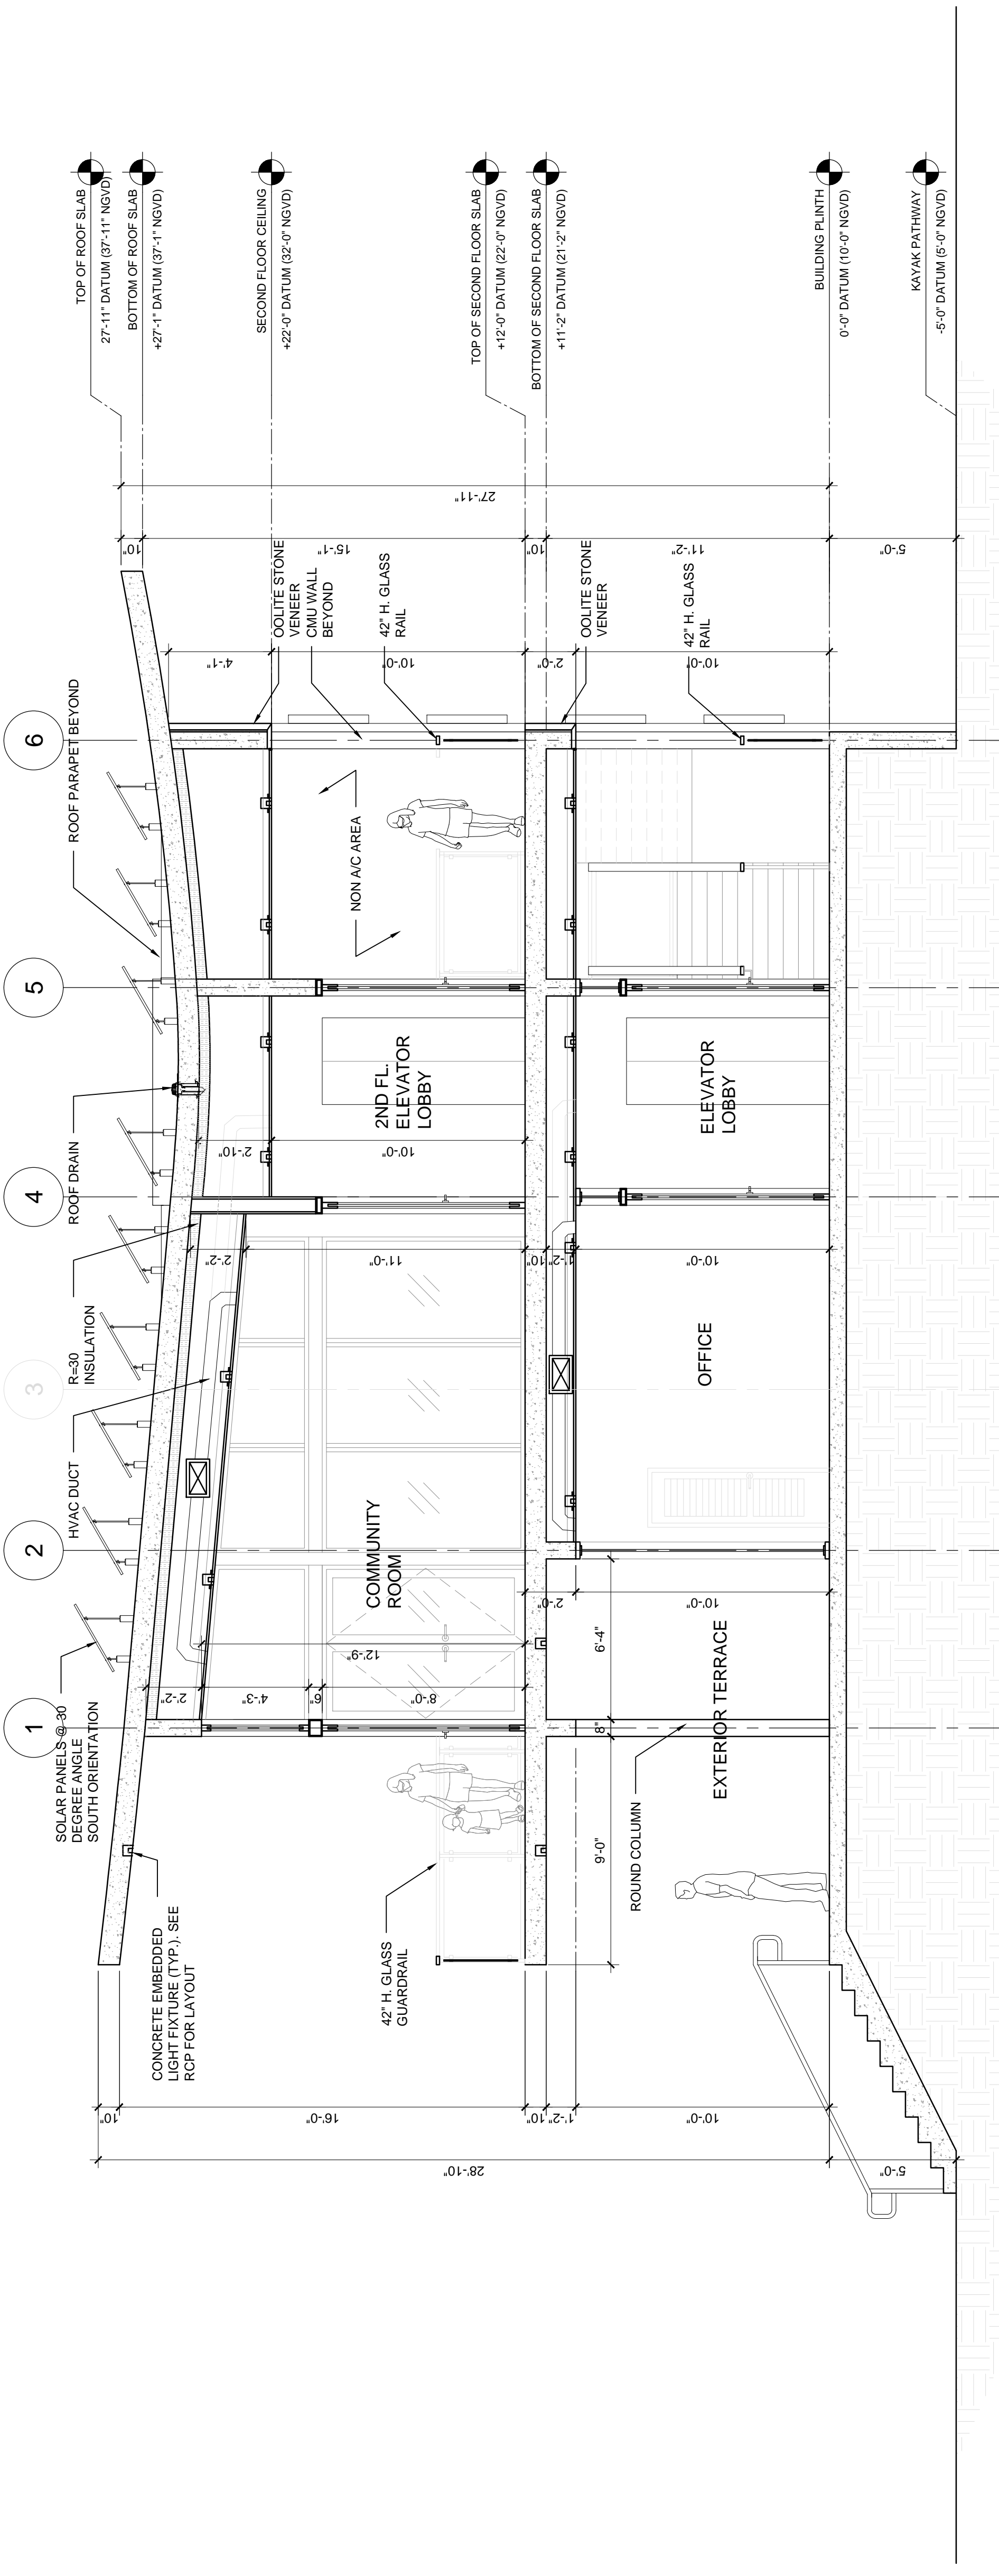 1
2
3
4
5
6
SOLAR PANELS @ 30
DEGREE ANGLE
SOUTH ORIENTATION
HVAC DUCT
R=30
INSULATION
ROOF DRAIN
ROOF PARAPET BEYOND
TOP OF ROOF SLAB
27'-11" DATUM (37'-11" NGVD)
BOTTOM OF ROOF SLAB
+27'-1" DATUM (37'-1" NGVD)
SECOND FLOOR CEILING
+22'-0" DATUM (32'-0" NGVD)
TOP OF SECOND FLOOR SLAB
+12'-0" DATUM (22'-0" NGVD)
BOTTOM OF SECOND FLOOR SLAB
+11'-2" DATUM (21'-2" NGVD)
BUILDING PLINTH
0'-0" DATUM (10'-0" NGVD)
KAYAK PATHWAY
-5'-0" DATUM (5'-0" NGVD)
CONCRETE EMBEDDED
LIGHT FIXTURE (TYP.). SEE
RCP FOR LAYOUT
42" H. GLASS
GUARDRAIL
COMMUNITY
ROOM
2ND FL.
ELEVATOR
LOBBY
NON A/C AREA
OOLITE STONE
VENEER
CMU WALL
BEYOND
42" H. GLASS
RAIL
OOLITE STONE
VENEER
42" H. GLASS
RAIL
ROUND COLUMN
EXTERIOR TERRACE
OFFICE
ELEVATOR
LOBBY
10"
16'-0"
10"
1'-2"
10'-0"
28'-10"
5'-0"
9'-0"
8"
6'-4"
2'-2"
4'-3"
6"
8'-0"
12'-9"
2'-0"
10'-0"
2'-2"
11'-0"
10"
1'-2"
10'-0"
2'-10"
10'-0"
4'-1"
10'-0"
2'-0"
10'-0"
10"
15'-1"
10"
11'-2"
5'-0"
27'-11"